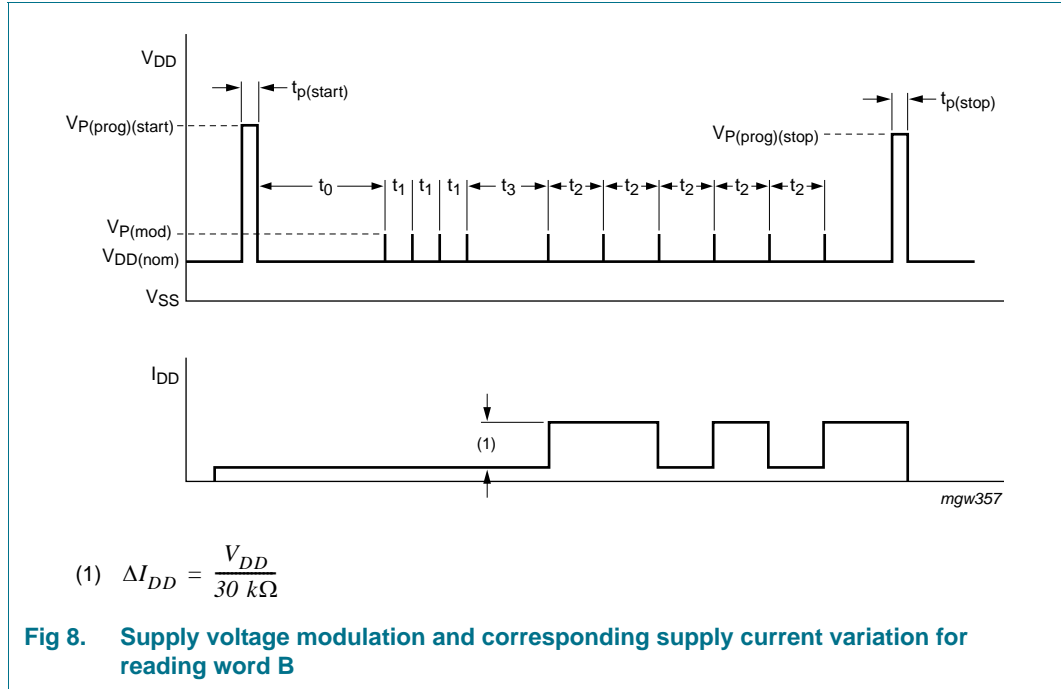 VDD
tp(start)
tp(stop)
VP(prog)(start)
VP(prog)(stop)
t0 t1 t1 t1 t3 t2 t2 t2 t2 t2
VP(mod)
VDD(nom)
VSS
IDD
(1)
mgw357
(1) ΔIDD = VDD / 30 kΩ
Fig 8. Supply voltage modulation and corresponding supply current variation for
reading word B